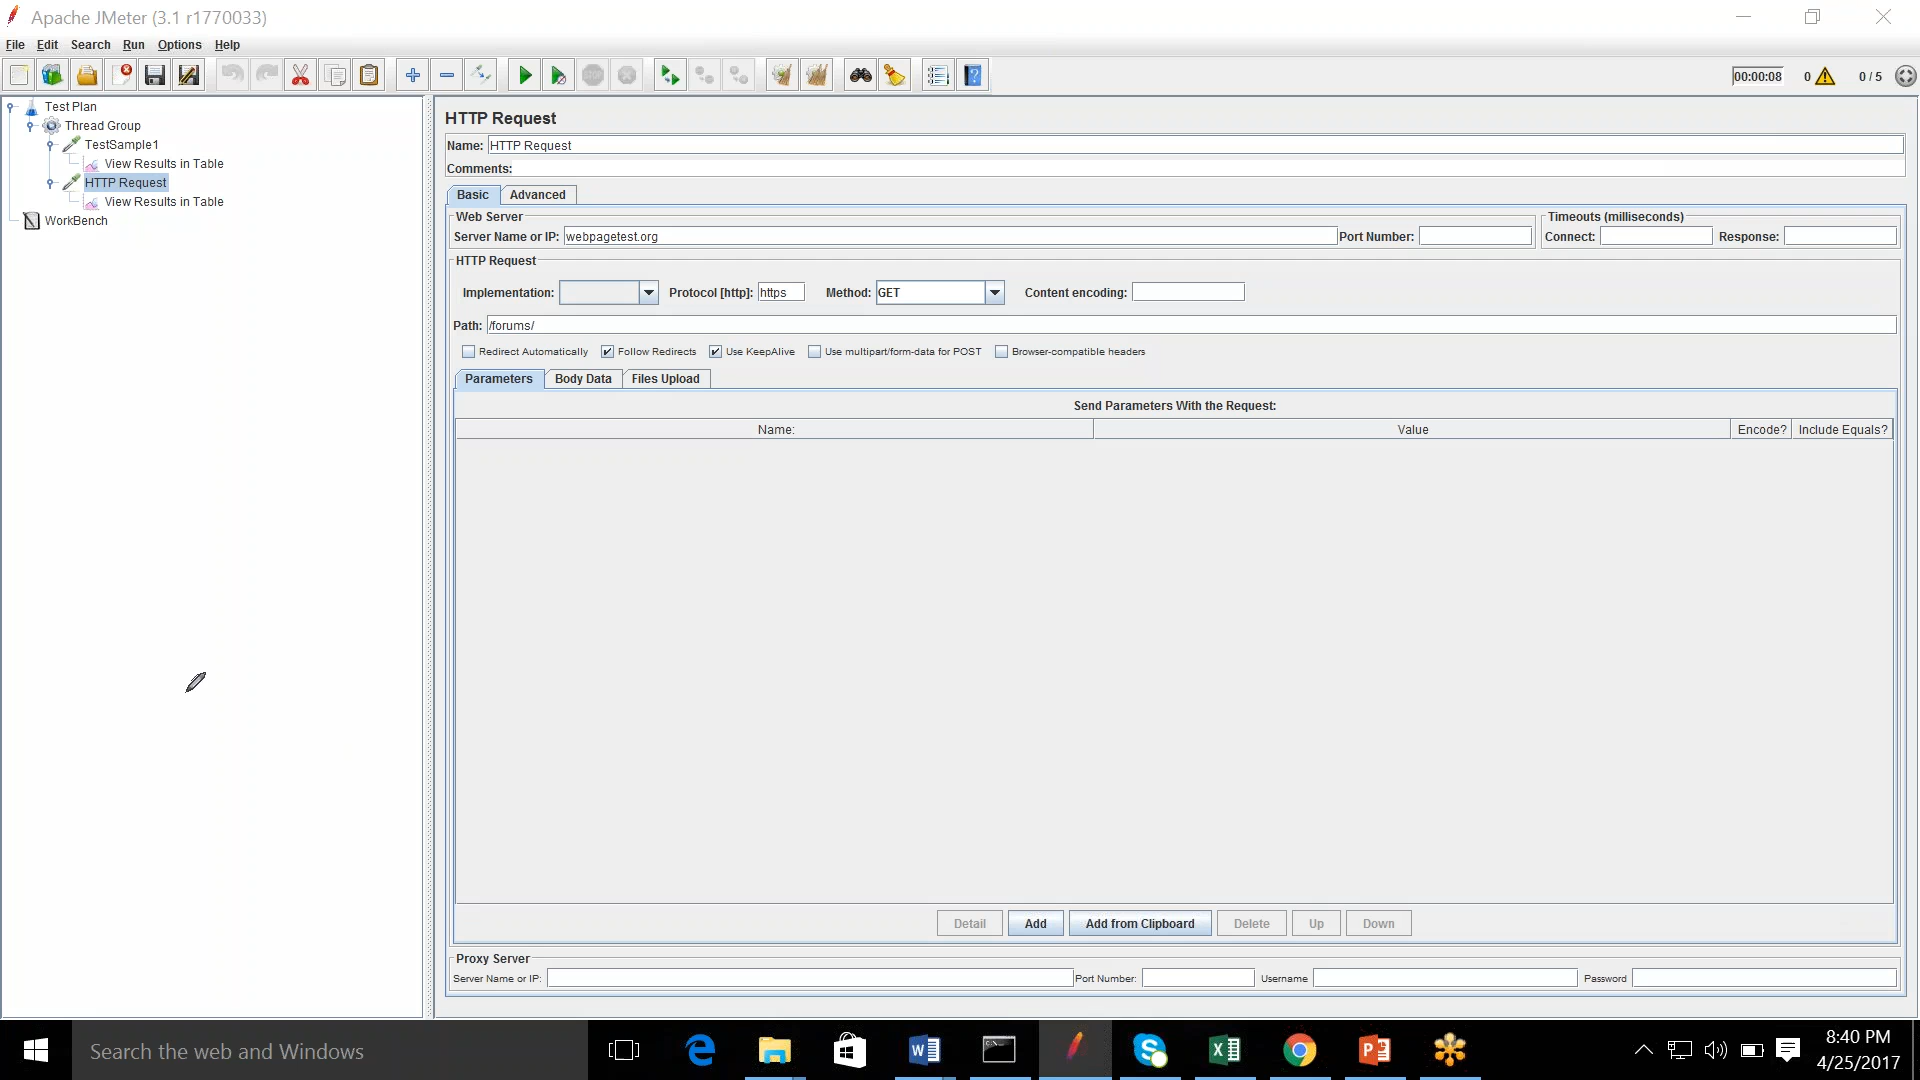 Apache JMeter (3.1 r1770033)
File Edit Search Run Options Help
00:00:08 0 0 / 5
Test Plan
Thread Group
TestSample1
View Results in Table
HTTP Request
View Results in Table
WorkBench
HTTP Request
Name: HTTP Request
Comments:
Basic Advanced
Web Server
Server Name or IP: webpagetest.org Port Number:
Timeouts (milliseconds)
Connect: Response:
HTTP Request
Implementation: Protocol [http]: https Method: GET Content encoding:
Path: /forums/
Redirect Automatically Follow Redirects Use KeepAlive Use multipart/form-data for POST Browser-compatible headers
Parameters Body Data Files Upload
Send Parameters With the Request:
Name: Value Encode? Include Equals?
Detail Add Add from Clipboard Delete Up Down
Proxy Server
Server Name or IP: Port Number: Username Password
Search the web and Windows
8:40 PM
4/25/2017